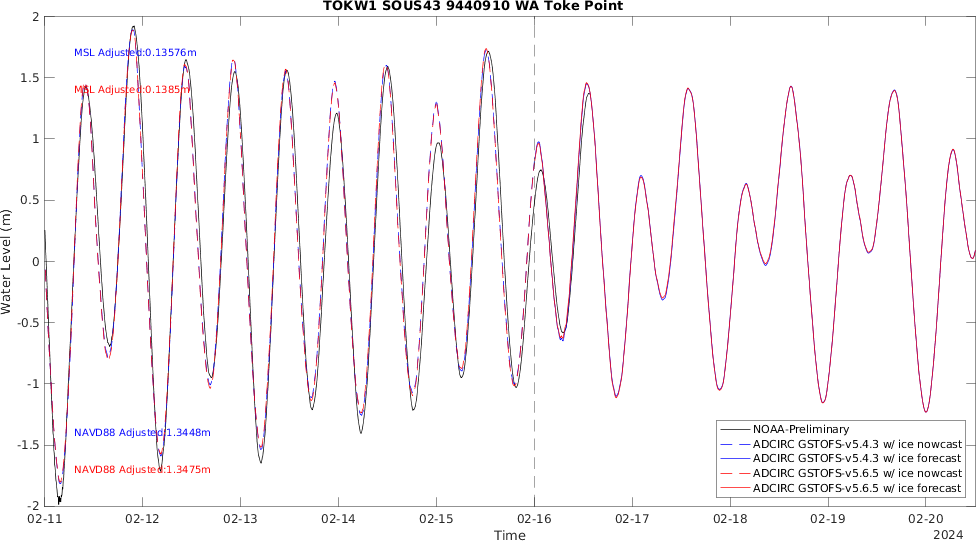 TOKW1 SOUS43 9440910 WA Toke Point
2
1.5
1
0.5
0
-0.5
-1
-1.5
-2
Water Level (m)
MSL Adjusted:0.13576m
MSL Adjusted:0.1385m
NAVD88 Adjusted:1.3448m
NAVD88 Adjusted:1.3475m
NOAA-Preliminary
ADCIRC GSTOFS-v5.4.3 w/ ice nowcast
ADCIRC GSTOFS-v5.4.3 w/ ice forecast
ADCIRC GSTOFS-v5.6.5 w/ ice nowcast
ADCIRC GSTOFS-v5.6.5 w/ ice forecast
02-11 02-12 02-13 02-14 02-15 02-16 02-17 02-18 02-19 02-20
Time
2024